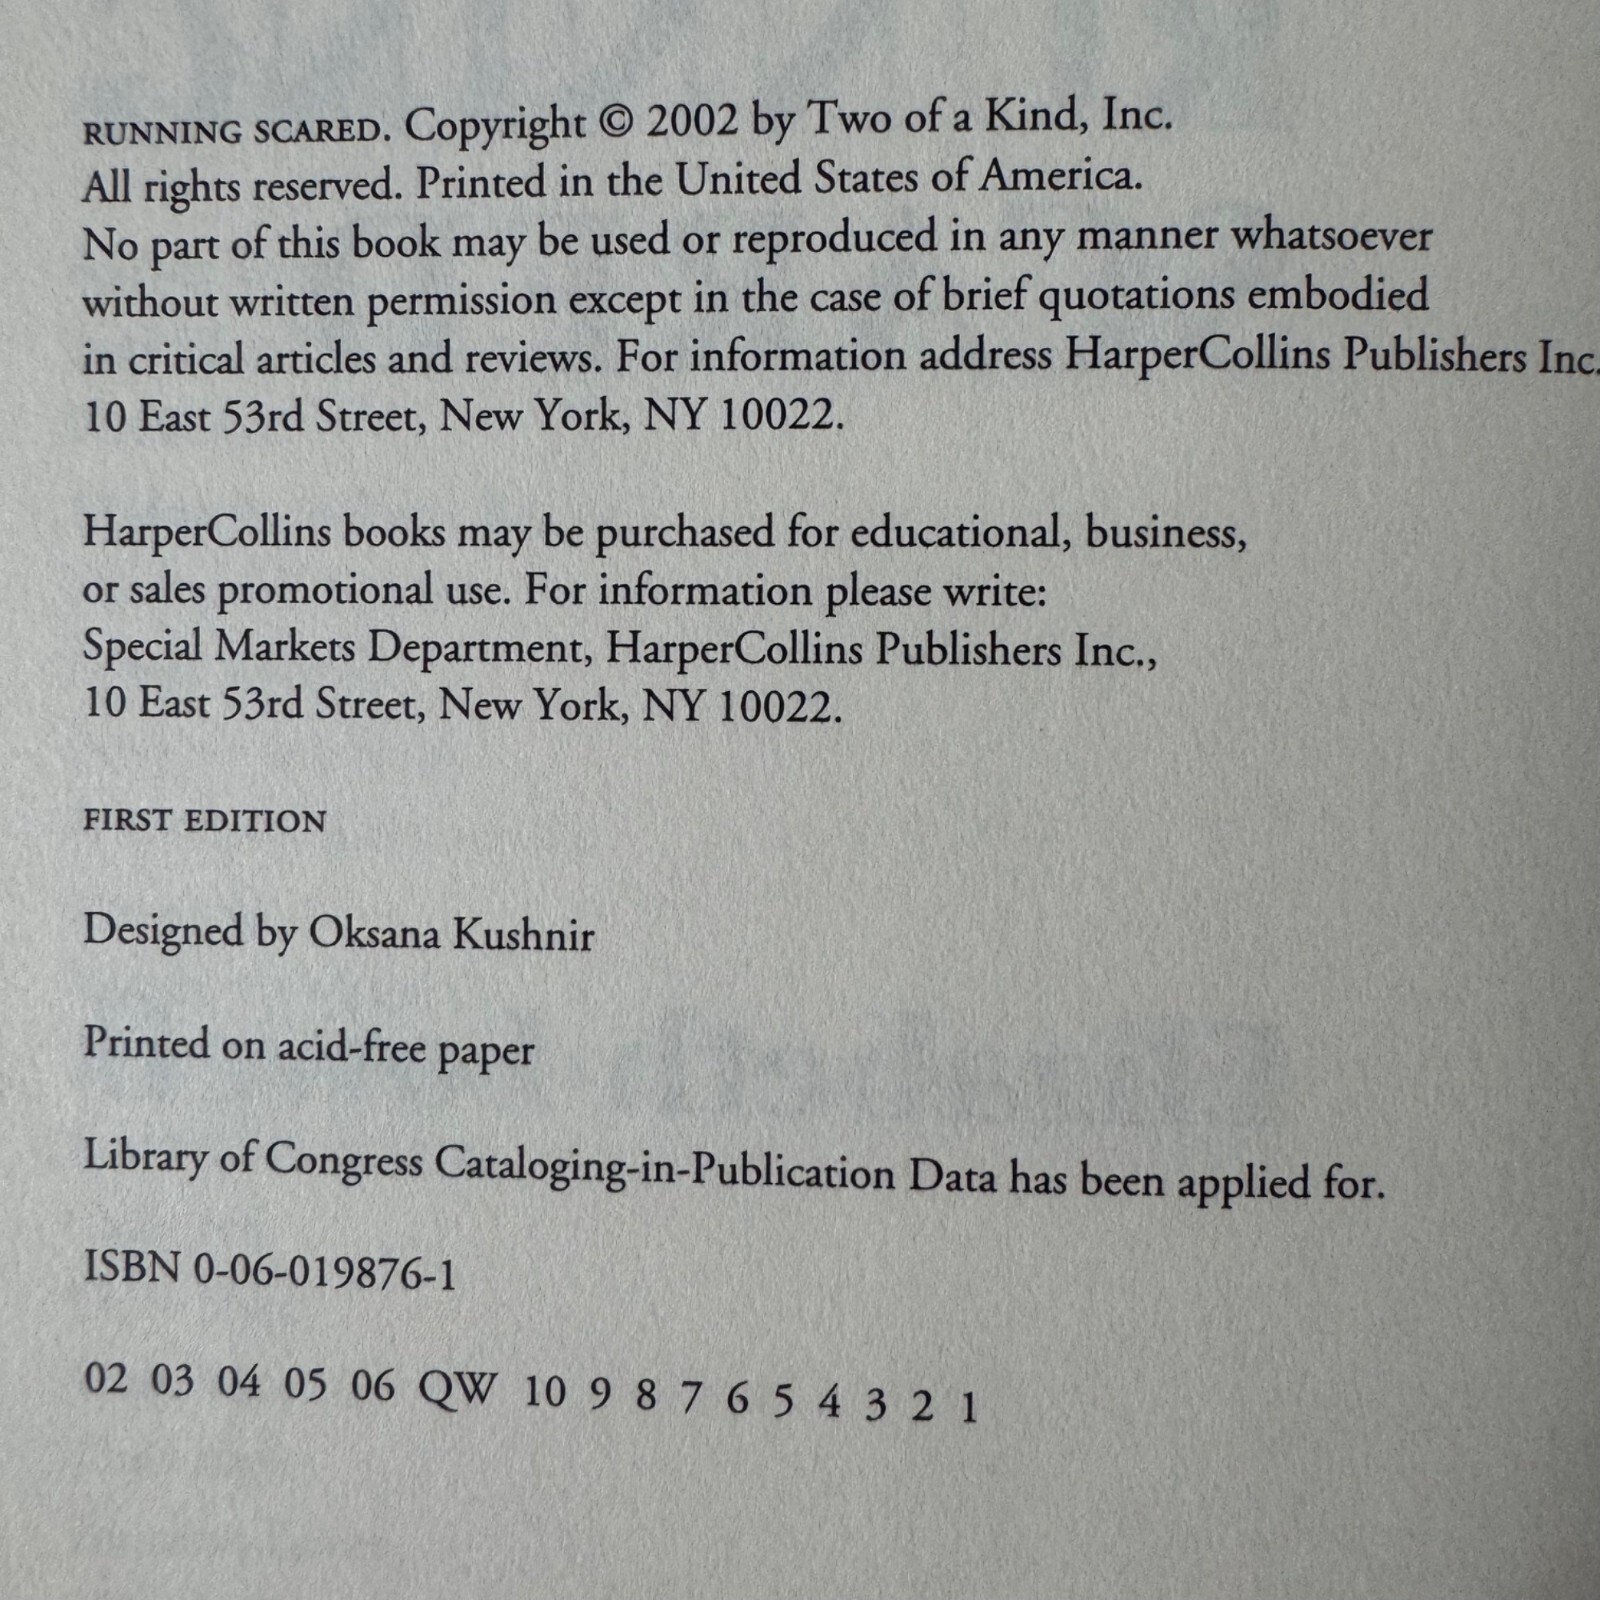 RUNNING SCARED. Copyright © 2002 by Two of a Kind, Inc.
All rights reserved. Printed in the United States of America.
No part of this book may be used or reproduced in any manner whatsoever
without written permission except in the case of brief quotations embodied
in critical articles and reviews. For information address HarperCollins Publishers Inc.
10 East 53rd Street, New York, NY 10022.
HarperCollins books may be purchased for educational, business,
or sales promotional use. For information please write:
Special Markets Department, HarperCollins Publishers Inc.,
10 East 53rd Street, New York, NY 10022.
FIRST EDITION
Designed by Oksana Kushnir
Printed on acid-free paper
Library of Congress Cataloging-in-Publication Data has been applied for.
ISBN 0-06-019876-1
02 03 04 05 06 QW 10 9 8 7 6 5 4 3 2 1